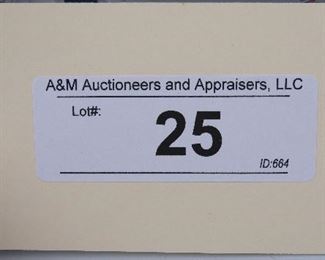 A&M Auctioneers and Appraisers, LLC
Lot#:
25
ID:664